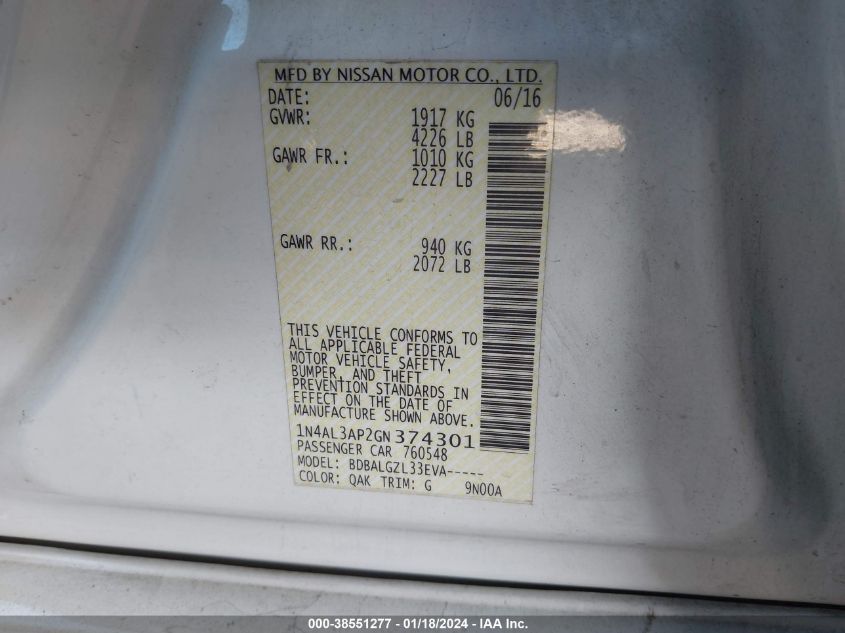 MFD BY NISSAN MOTOR CO., LTD.
DATE: 06/16
GVWR: 1917 KG
4226 LB
GAWR FR.: 1010 KG
2227 LB
GAWR RR.: 940 KG
2072 LB
THIS VEHICLE CONFORMS TO
ALL APPLICABLE FEDERAL
MOTOR VEHICLE SAFETY,
BUMPER, AND THEFT
PREVENTION STANDARDS IN
EFFECT ON THE DATE OF
MANUFACTURE SHOWN ABOVE.
1N4AL3AP2GN374301
PASSENGER CAR 760548
MODEL: BDBALGZL33EVA-----
COLOR: QAK TRIM: G 9N00A
000-38551277 - 01/18/2024 - IAA Inc.